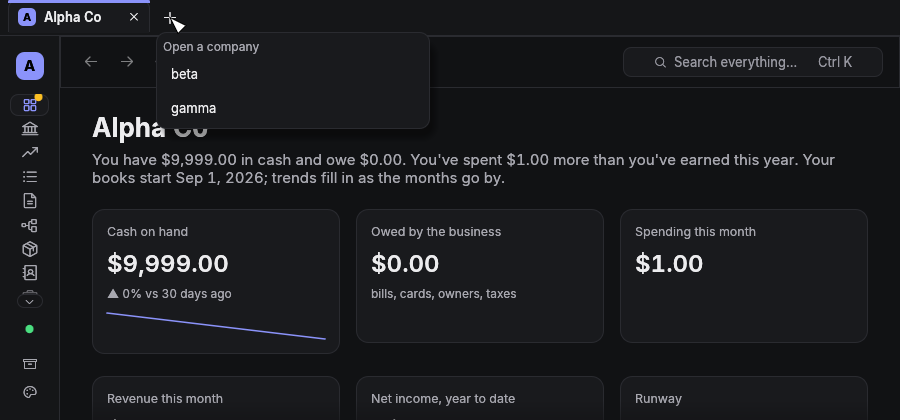 A Alpha Co
Open a company
beta
gamma
A
Search everything... Ctrl K
Alpha Co
You have $9,999.00 in cash and owe $0.00. You've spent $1.00 more than you've earned this year. Your
books start Sep 1, 2026; trends fill in as the months go by.
Cash on hand
$9,999.00
▲ 0% vs 30 days ago
Owed by the business
$0.00
bills, cards, owners, taxes
Spending this month
$1.00
Revenue this month
Net income, year to date
Runway